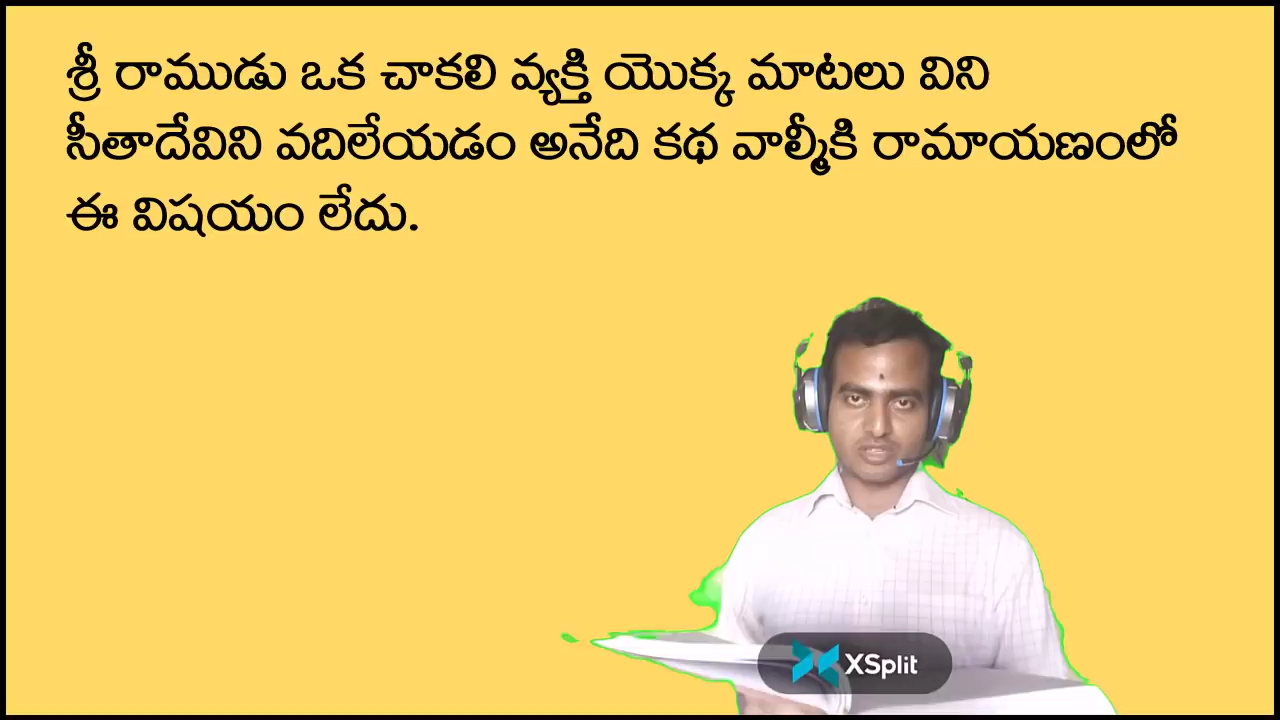 శ్రీ రాముడు ఒక చాకలి వ్యక్తి యొక్క మాటలు విని
సీతాదేవిని వదిలేయడం అనేది కథ వాల్మీకి రామాయణంలో
ఈ విషయం లేదు.
XSplit